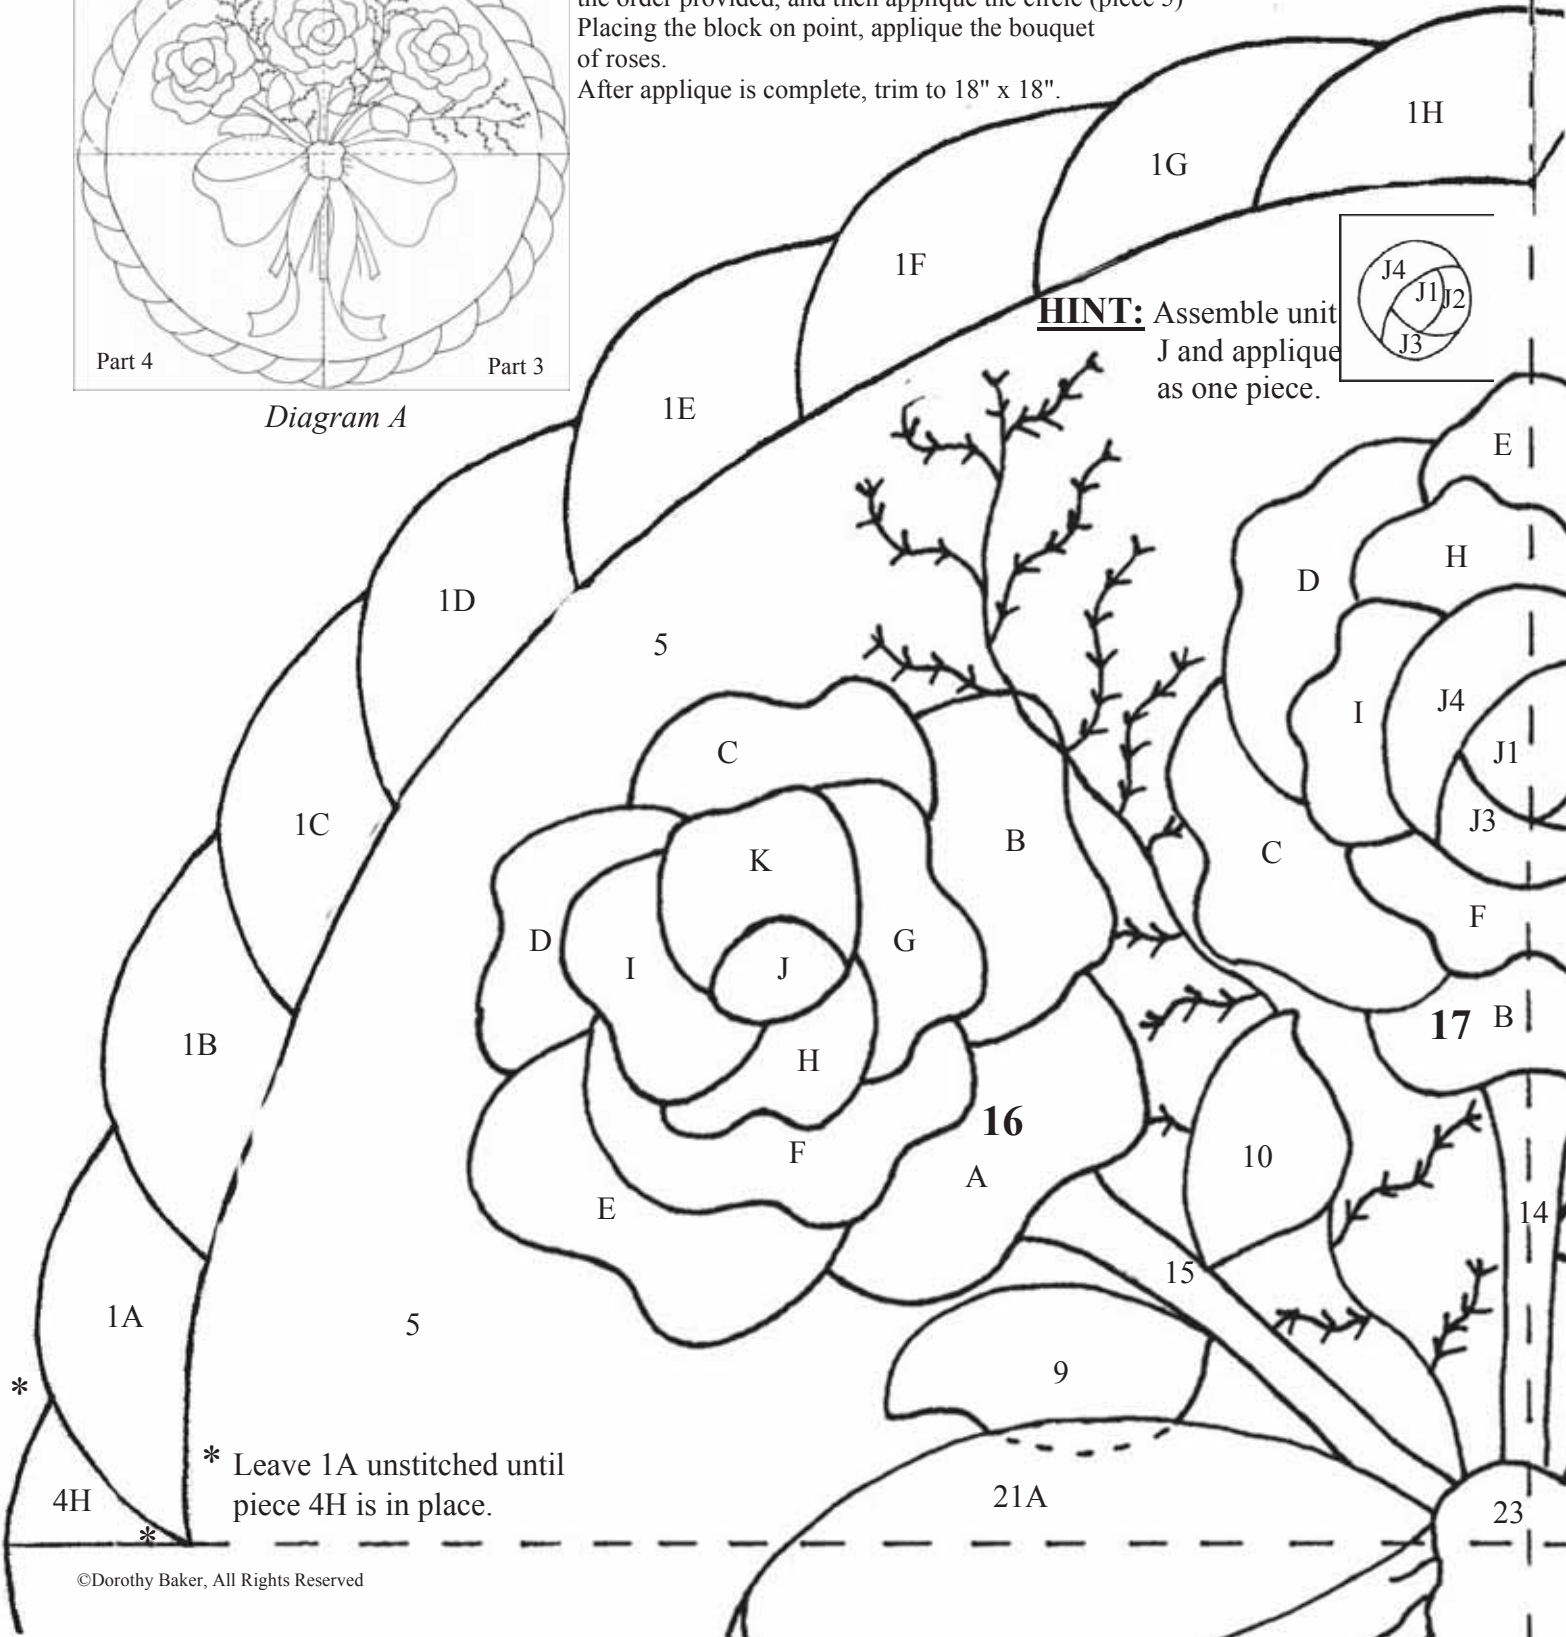 the order provided, and then applique the circle (piece 5)
Placing the block on point, applique the bouquet
of roses.
After applique is complete, trim to 18" x 18".
Part 4
Part 3
Diagram A
1H
1G
1F
1E
1D
1C
1B
1A
4H
HINT: Assemble unit
J and applique
as one piece.
J4
J1
J2
J3
5
E
H
D
I
J4
J1
J3
C
F
17 B
C
B
K
D
I
J
G
H
F
E
16
A
10
14
15
9
5
21A
23
*
*
* Leave 1A unstitched until
piece 4H is in place.
©Dorothy Baker, All Rights Reserved